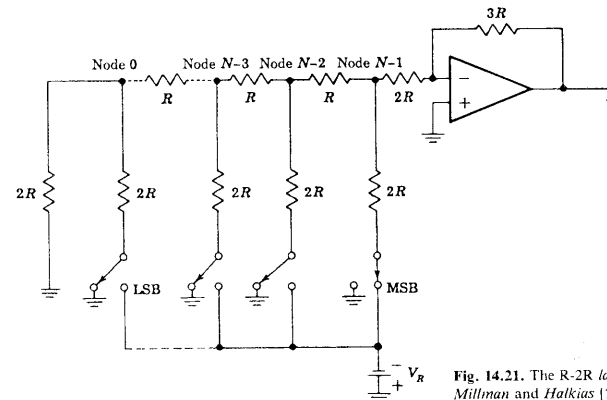 3R
Node 0
Node N−3
Node N−2
Node N−1
R
R
R
2R
−
+
2R
2R
2R
2R
2R
LSB
MSB
− V_R
+
Fig. 14.21. The R-2R
Millman and Halkias